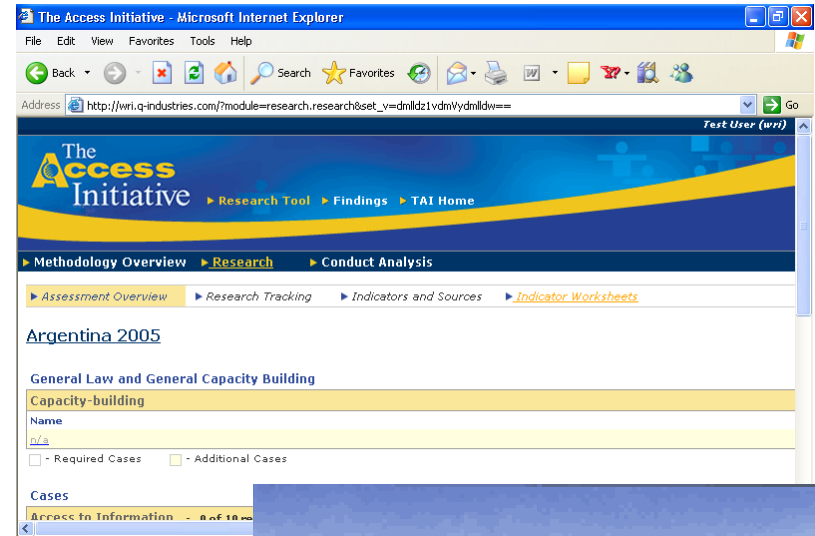 The Access Initiative - Microsoft Internet Explorer
File Edit View Favorites Tools Help
Back Search Favorites
Address http://wri.q-industries.com/?module=research.research&set_v=dmlldz1vdmVydmlldw== Go
Test User (wri)
The
Access
Initiative Research Tool Findings TAI Home
Methodology Overview Research Conduct Analysis
Assessment Overview Research Tracking Indicators and Sources Indicator Worksheets
Argentina 2005
General Law and General Capacity Building
Capacity-building
Name
n/a
- Required Cases - Additional Cases
Cases
Access to Information -